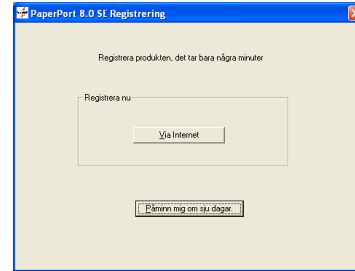 PaperPort 8.0 SE Registrering
Registrera produkten, det tar bara några minuter
Registrera nu
Via Internet
Påminn mig om sju dagar.